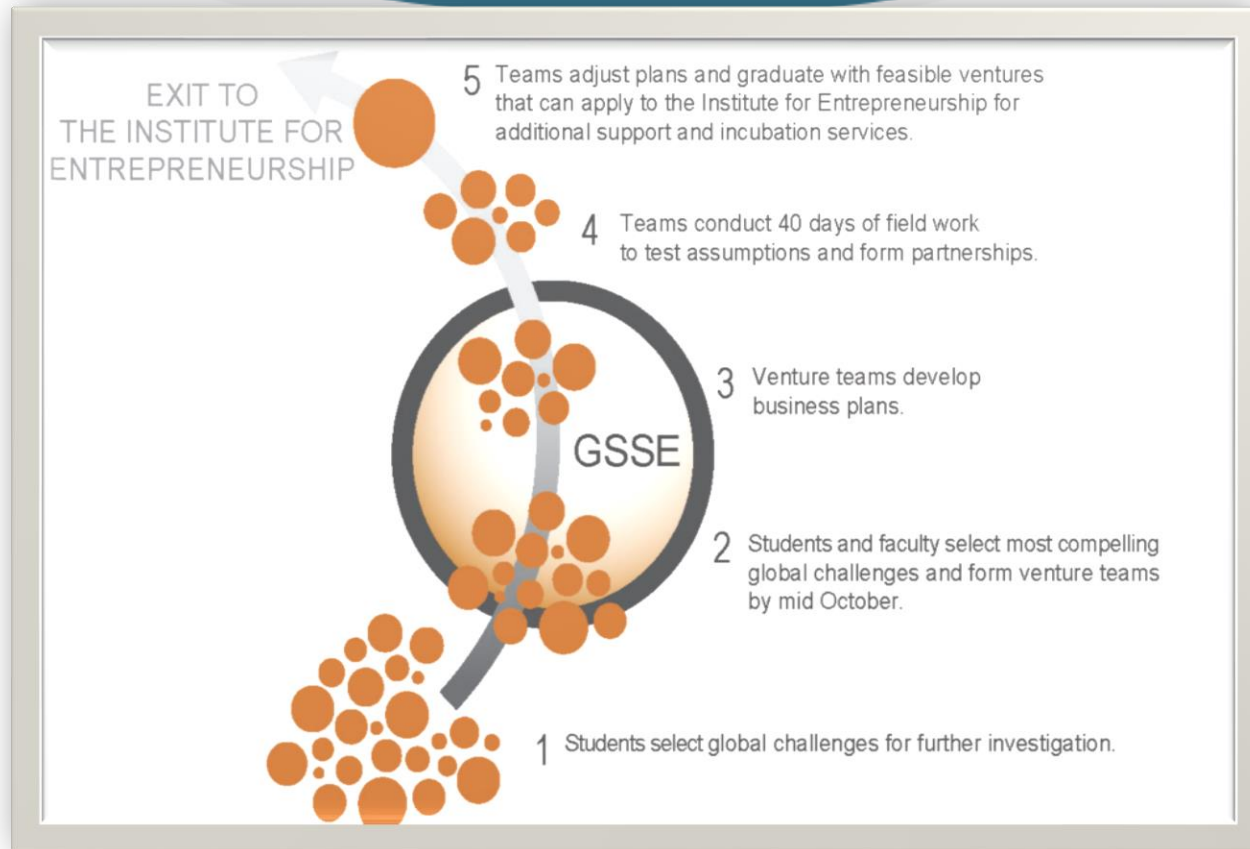 EXIT TO
THE INSTITUTE FOR
ENTREPRENEURSHIP
5 Teams adjust plans and graduate with feasible ventures
that can apply to the Institute for Entrepreneurship for
additional support and incubation services.
4 Teams conduct 40 days of field work
to test assumptions and form partnerships.
3 Venture teams develop
business plans.
GSSE
2 Students and faculty select most compelling
global challenges and form venture teams
by mid October.
1 Students select global challenges for further investigation.